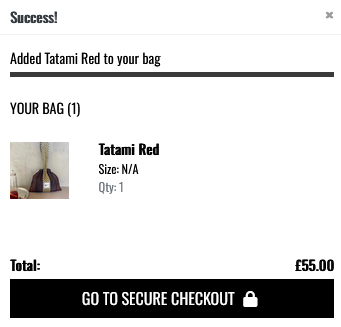 Success!
×
Added Tatami Red to your bag
YOUR BAG (1)
Tatami Red
Size: N/A
Qty: 1
Total: £55.00
GO TO SECURE CHECKOUT